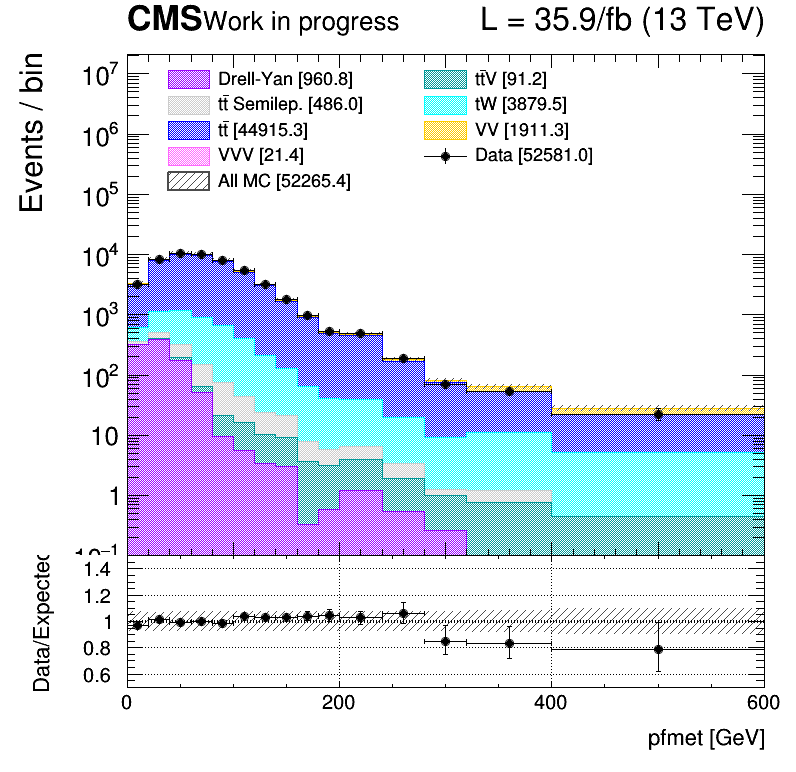 CMS Work in progress L = 35.9/fb (13 TeV)
Events / bin
10⁷
10⁶
10⁵
10⁴
10³
10²
10
1
10⁻¹
Drell-Yan [960.8]
tt̄ Semilep. [486.0]
tt̄ [44915.3]
VVV [21.4]
All MC [52265.4]
tt̄V [91.2]
tW [3879.5]
VV [1911.3]
Data [52581.0]
Data/Expected
1.4
1.2
1
0.8
0.6
0 200 400 600
pfmet [GeV]